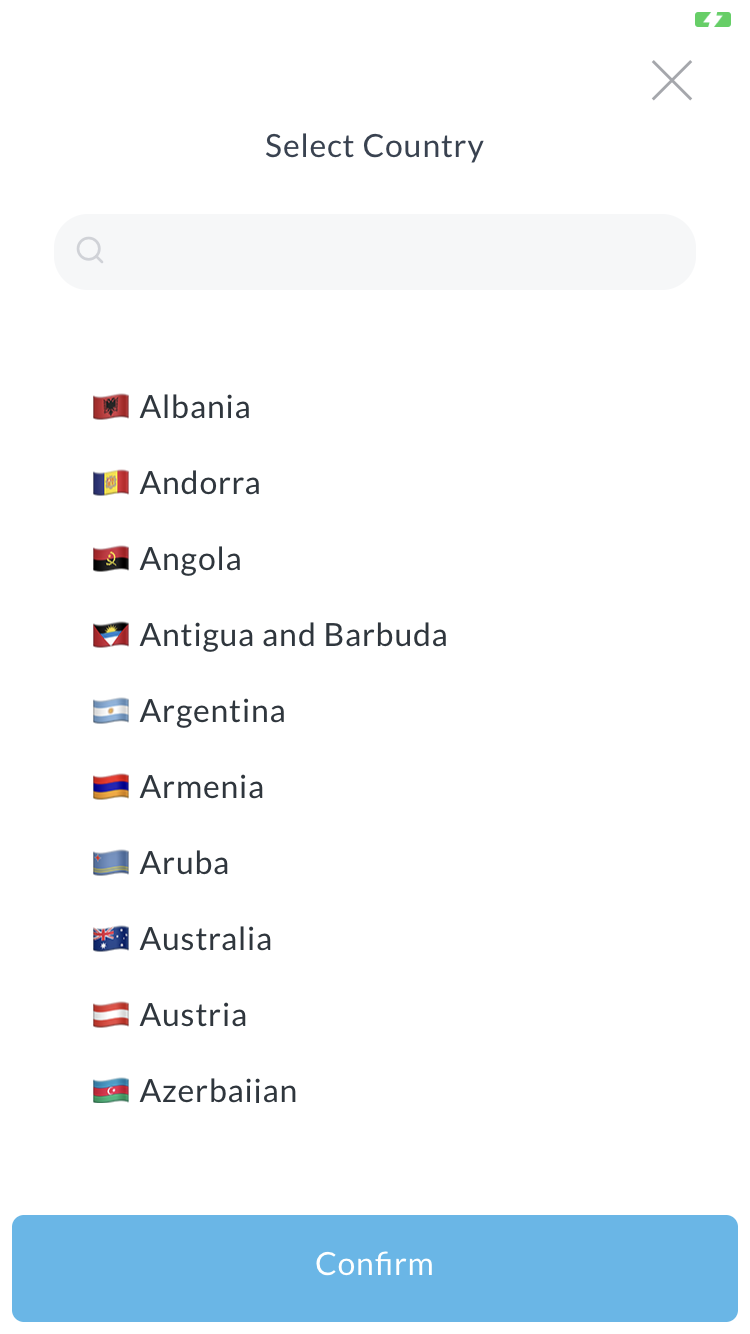 Select Country
Albania
Andorra
Angola
Antigua and Barbuda
Argentina
Armenia
Aruba
Australia
Austria
Azerbaijan
Confirm